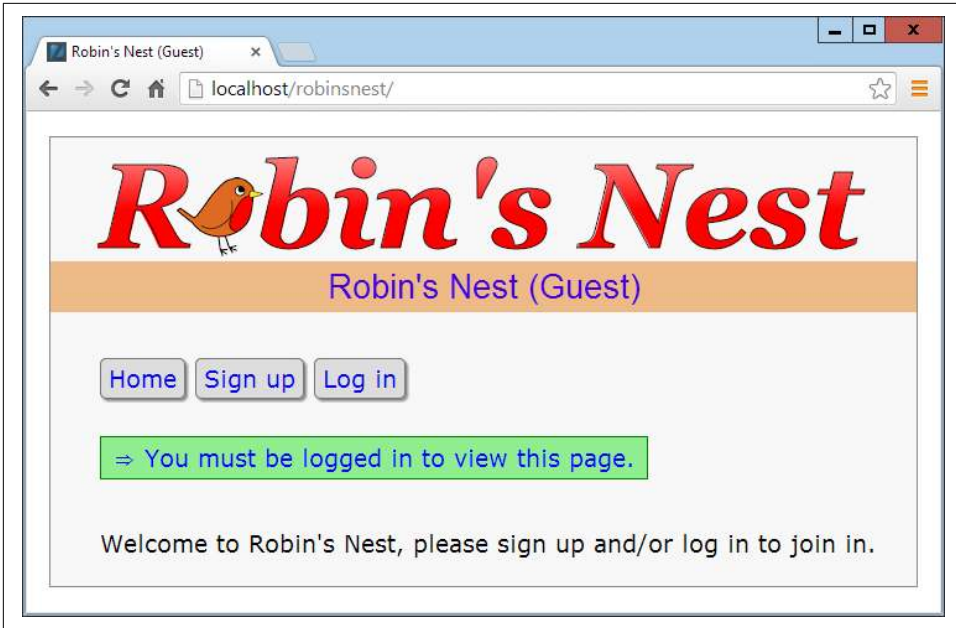 Robin's Nest (Guest)
localhost/robinsnest/
Robin's Nest
Robin's Nest (Guest)
Home Sign up Log in
⇒ You must be logged in to view this page.
Welcome to Robin's Nest, please sign up and/or log in to join in.